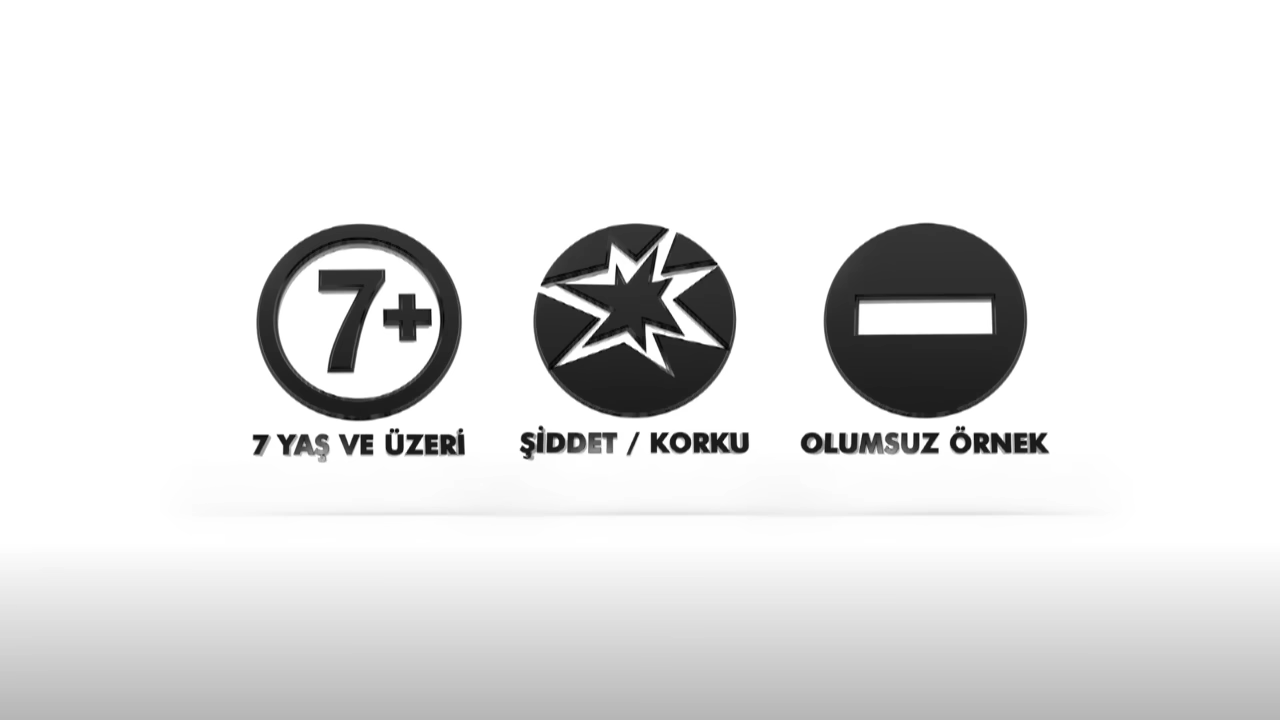 7+
7 YAŞ VE ÜZERİ
ŞİDDET / KORKU
OLUMSUZ ÖRNEK